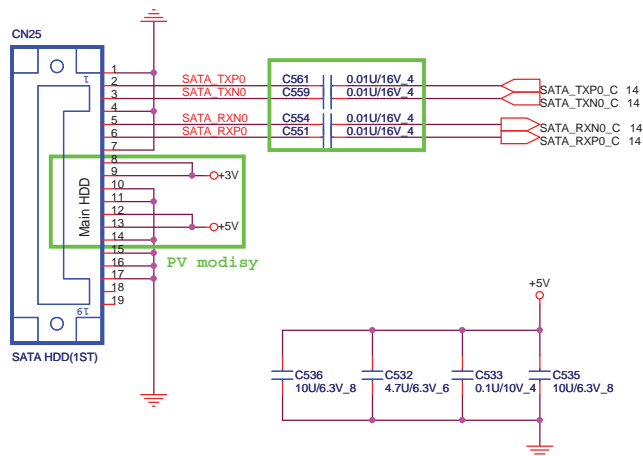 CN25
1
1
2
SATA_TXP0
C561
0.01U/16V_4
SATA_TXP0_C 14
3
SATA_TXN0
C559
0.01U/16V_4
SATA_TXN0_C 14
4
5
SATA_RXN0
C554
0.01U/16V_4
SATA_RXN0_C 14
6
SATA_RXP0
C551
0.01U/16V_4
SATA_RXP0_C 14
7
8
9
+3V
10
11
12
13
+5V
14
15
16
17
18
19
19
Main HDD
PV modisy
SATA HDD(1ST)
+5V
C536
10U/6.3V_8
C532
4.7U/6.3V_6
C533
0.1U/10V_4
C535
10U/6.3V_8